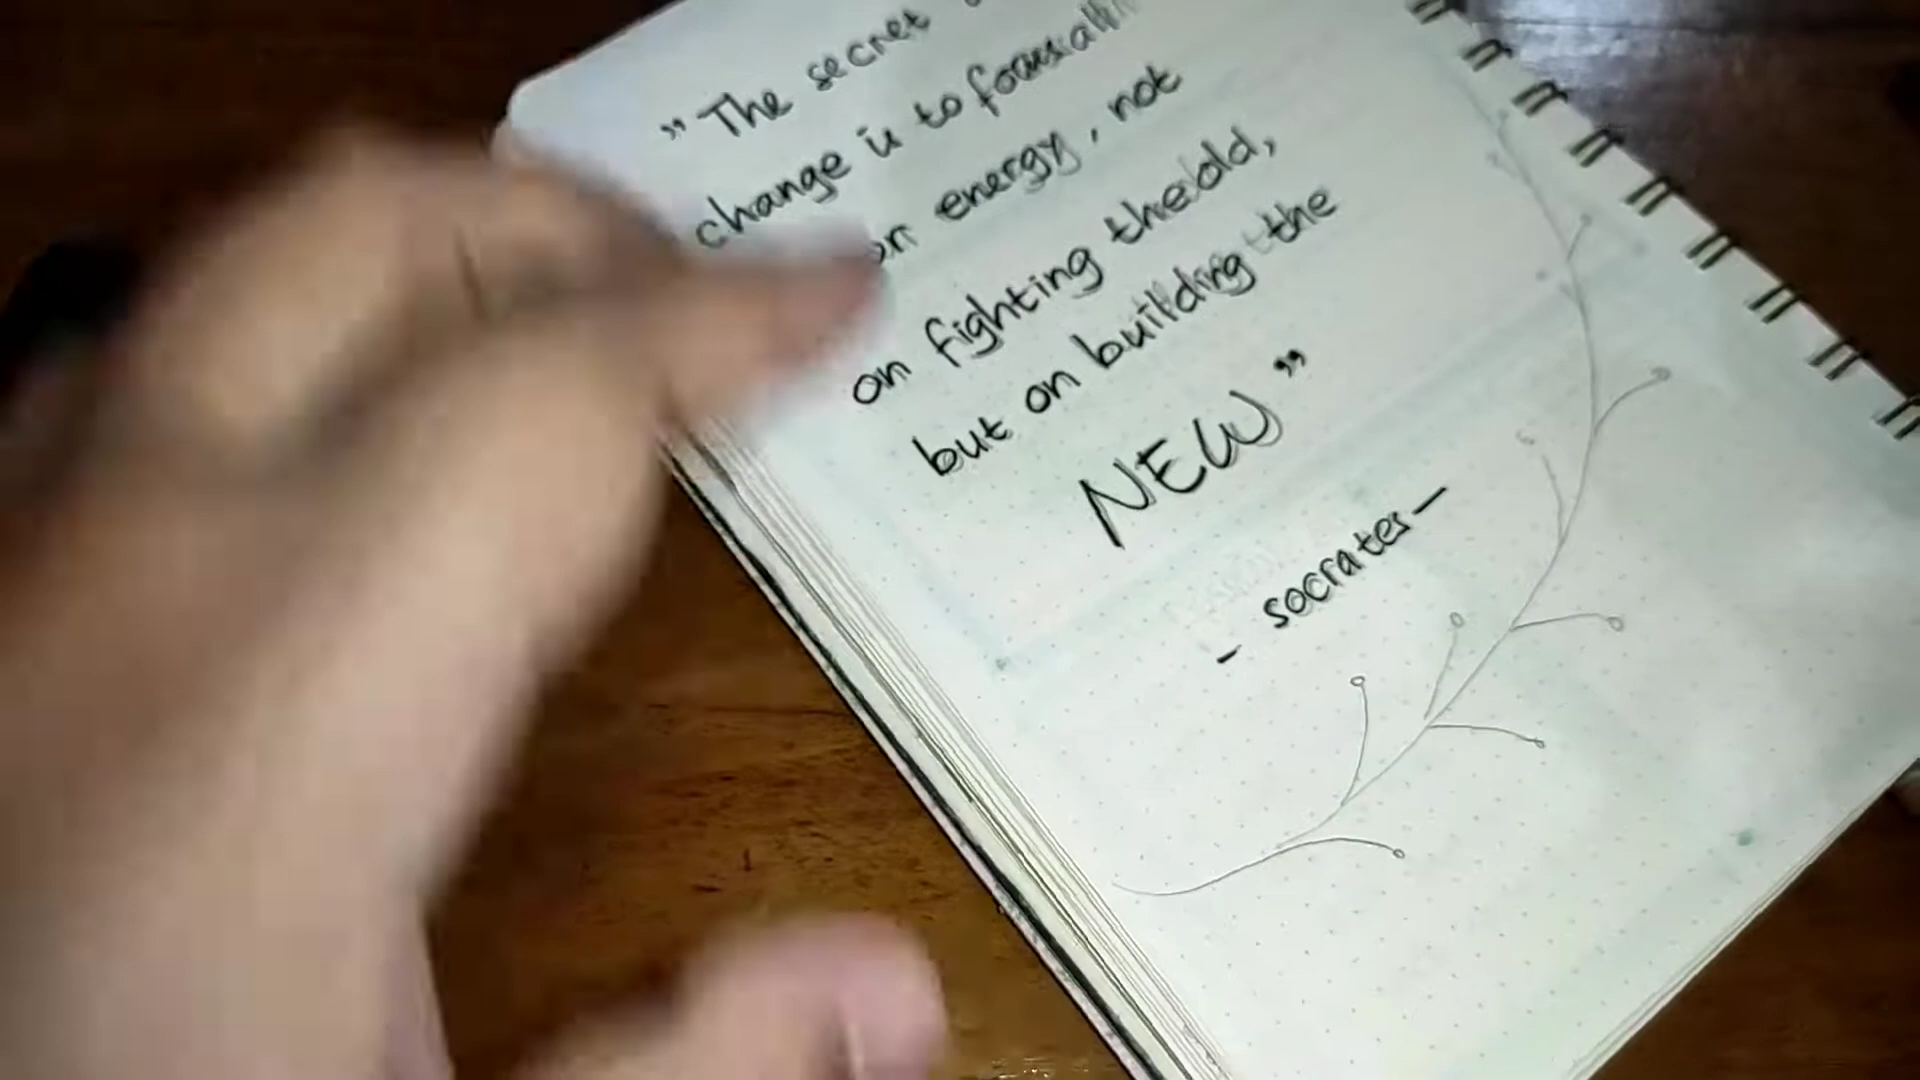 "The secret
change is to focus all
on energy, not
on fighting the old,
but on building the
NEW"
- socrates -